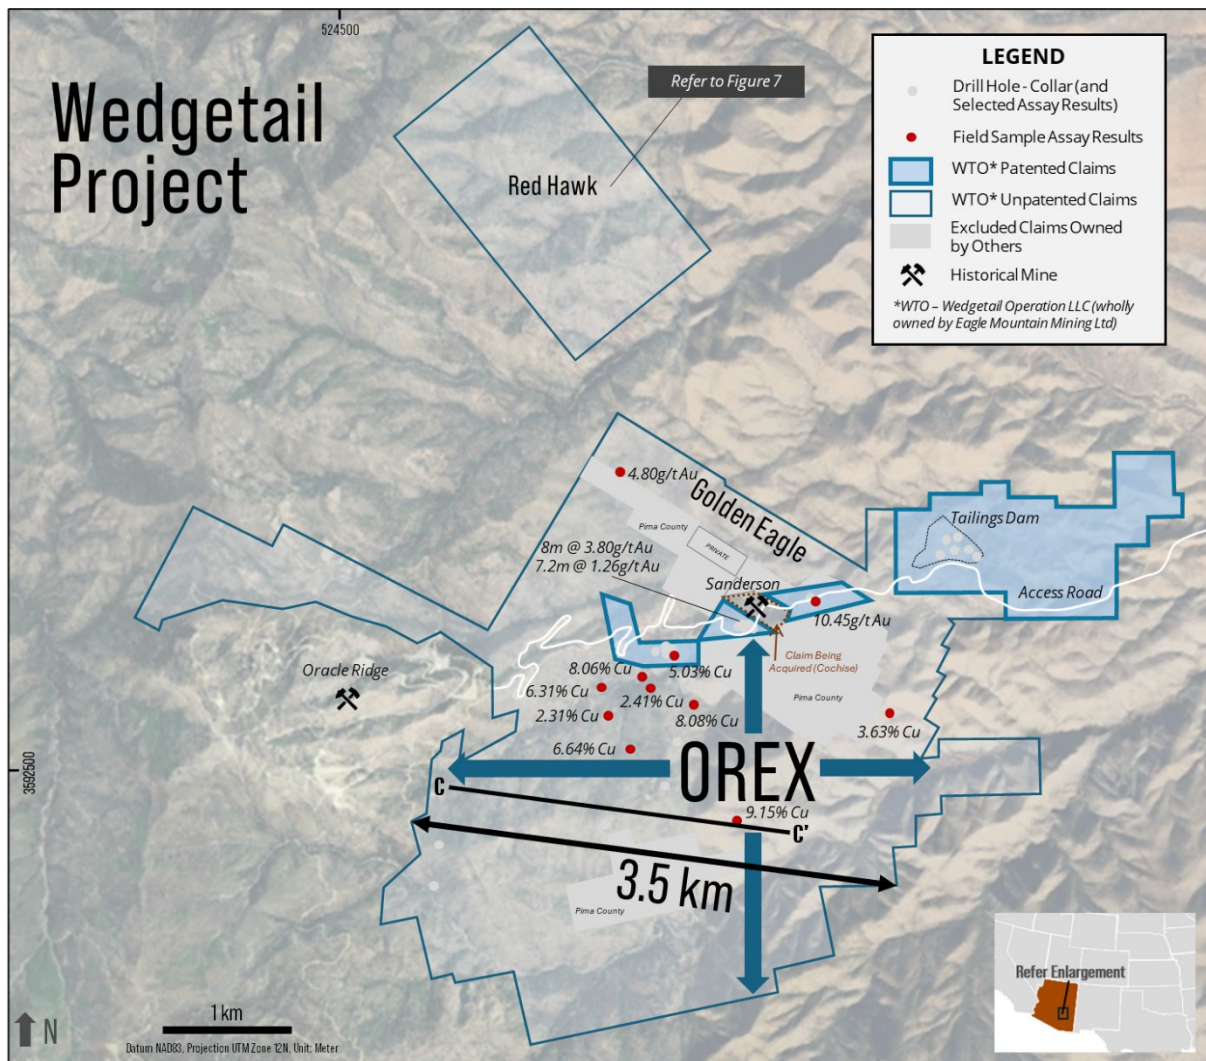 524500
Wedgetail
Project
Refer to Figure 7
Red Hawk
LEGEND
Drill Hole - Collar (and
Selected Assay Results)
Field Sample Assay Results
WTO* Patented Claims
WTO* Unpatented Claims
Excluded Claims Owned
by Others
Historical Mine
*WTO – Wedgetail Operation LLC (wholly
owned by Eagle Mountain Mining Ltd)
4.80g/t Au
Golden Eagle
Pima County
PRIVATE
8m @ 3.80g/t Au
7.2m @ 1.26g/t Au
Sanderson
Tailings Dam
Access Road
10.45g/t Au
Claim Being
Acquired (Cochise)
Oracle Ridge
8.06% Cu
5.03% Cu
6.31% Cu
2.41% Cu
2.31% Cu
8.08% Cu
Pima County
3.63% Cu
6.64% Cu
3592500
OREX
C
9.15% Cu
C'
3.5 km
Pima County
Refer Enlargement
1 km
N
Datum NAD83, Projection UTM Zone 12N, Unit: Meter